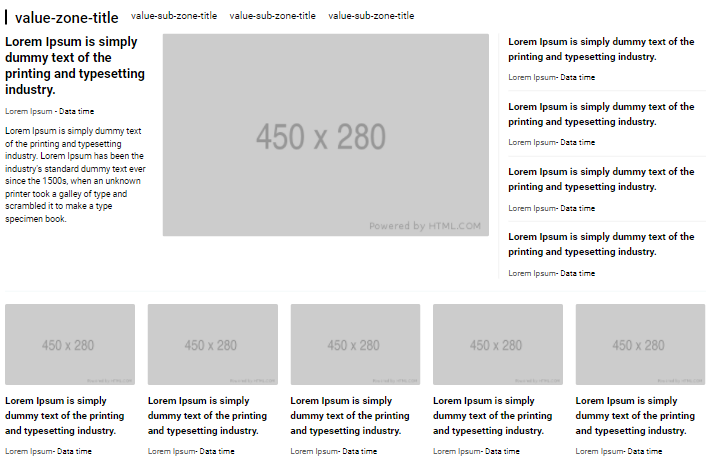 value-zone-title value-sub-zone-title value-sub-zone-title value-sub-zone-title
Lorem Ipsum is simply
dummy text of the
printing and typesetting
industry.
Lorem Ipsum - Data time
Lorem Ipsum is simply dummy text
of the printing and typesetting
industry. Lorem Ipsum has been the
industry's standard dummy text ever
since the 1500s, when an unknown
printer took a galley of type and
scrambled it to make a type
specimen book.
450 x 280
Powered by HTML.COM
Lorem Ipsum is simply dummy text of the
printing and typesetting industry.
Lorem Ipsum- Data time
Lorem Ipsum is simply dummy text of the
printing and typesetting industry.
Lorem Ipsum- Data time
Lorem Ipsum is simply dummy text of the
printing and typesetting industry.
Lorem Ipsum- Data time
Lorem Ipsum is simply dummy text of the
printing and typesetting industry.
Lorem Ipsum- Data time
450 x 280
Powered by HTML.COM
Lorem Ipsum is simply
dummy text of the printing
and typesetting industry.
Lorem Ipsum- Data time
450 x 280
Powered by HTML.COM
Lorem Ipsum is simply
dummy text of the printing
and typesetting industry.
Lorem Ipsum- Data time
450 x 280
Powered by HTML.COM
Lorem Ipsum is simply
dummy text of the printing
and typesetting industry.
Lorem Ipsum- Data time
450 x 280
Powered by HTML.COM
Lorem Ipsum is simply
dummy text of the printing
and typesetting industry.
Lorem Ipsum- Data time
450 x 280
Powered by HTML.COM
Lorem Ipsum is simply
dummy text of the printing
and typesetting industry.
Lorem Ipsum- Data time